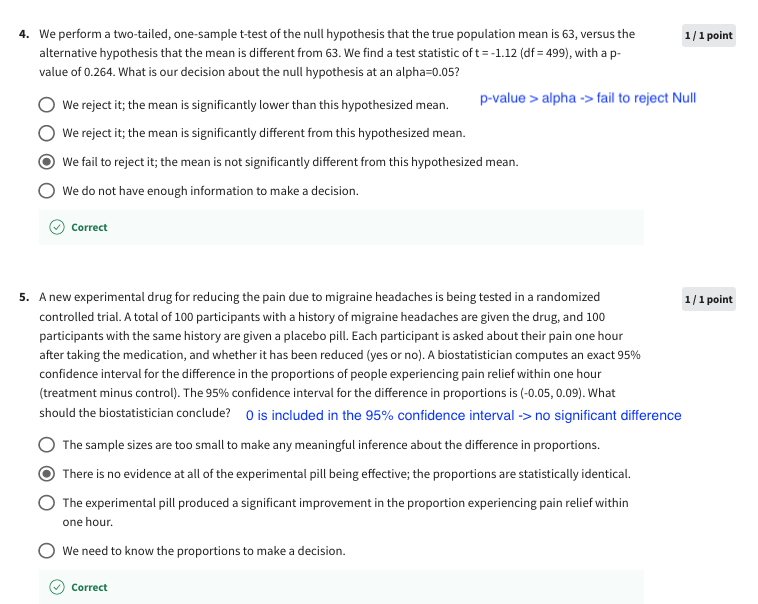 4. We perform a two-tailed, one-sample t-test of the null hypothesis that the true population mean is 63, versus the
1 / 1 point
alternative hypothesis that the mean is different from 63. We find a test statistic of t = -1.12 (df = 499), with a p-
value of 0.264. What is our decision about the null hypothesis at an alpha=0.05?
We reject it; the mean is significantly lower than this hypothesized mean.
p-value > alpha -> fail to reject Null
We reject it; the mean is significantly different from this hypothesized mean.
We fail to reject it; the mean is not significantly different from this hypothesized mean.
We do not have enough information to make a decision.
Correct
5. A new experimental drug for reducing the pain due to migraine headaches is being tested in a randomized
1 / 1 point
controlled trial. A total of 100 participants with a history of migraine headaches are given the drug, and 100
participants with the same history are given a placebo pill. Each participant is asked about their pain one hour
after taking the medication, and whether it has been reduced (yes or no). A biostatistician computes an exact 95%
confidence interval for the difference in the proportions of people experiencing pain relief within one hour
(treatment minus control). The 95% confidence interval for the difference in proportions is (-0.05, 0.09). What
should the biostatistician conclude?
0 is included in the 95% confidence interval -> no significant difference
The sample sizes are too small to make any meaningful inference about the difference in proportions.
There is no evidence at all of the experimental pill being effective; the proportions are statistically identical.
The experimental pill produced a significant improvement in the proportion experiencing pain relief within
one hour.
We need to know the proportions to make a decision.
Correct